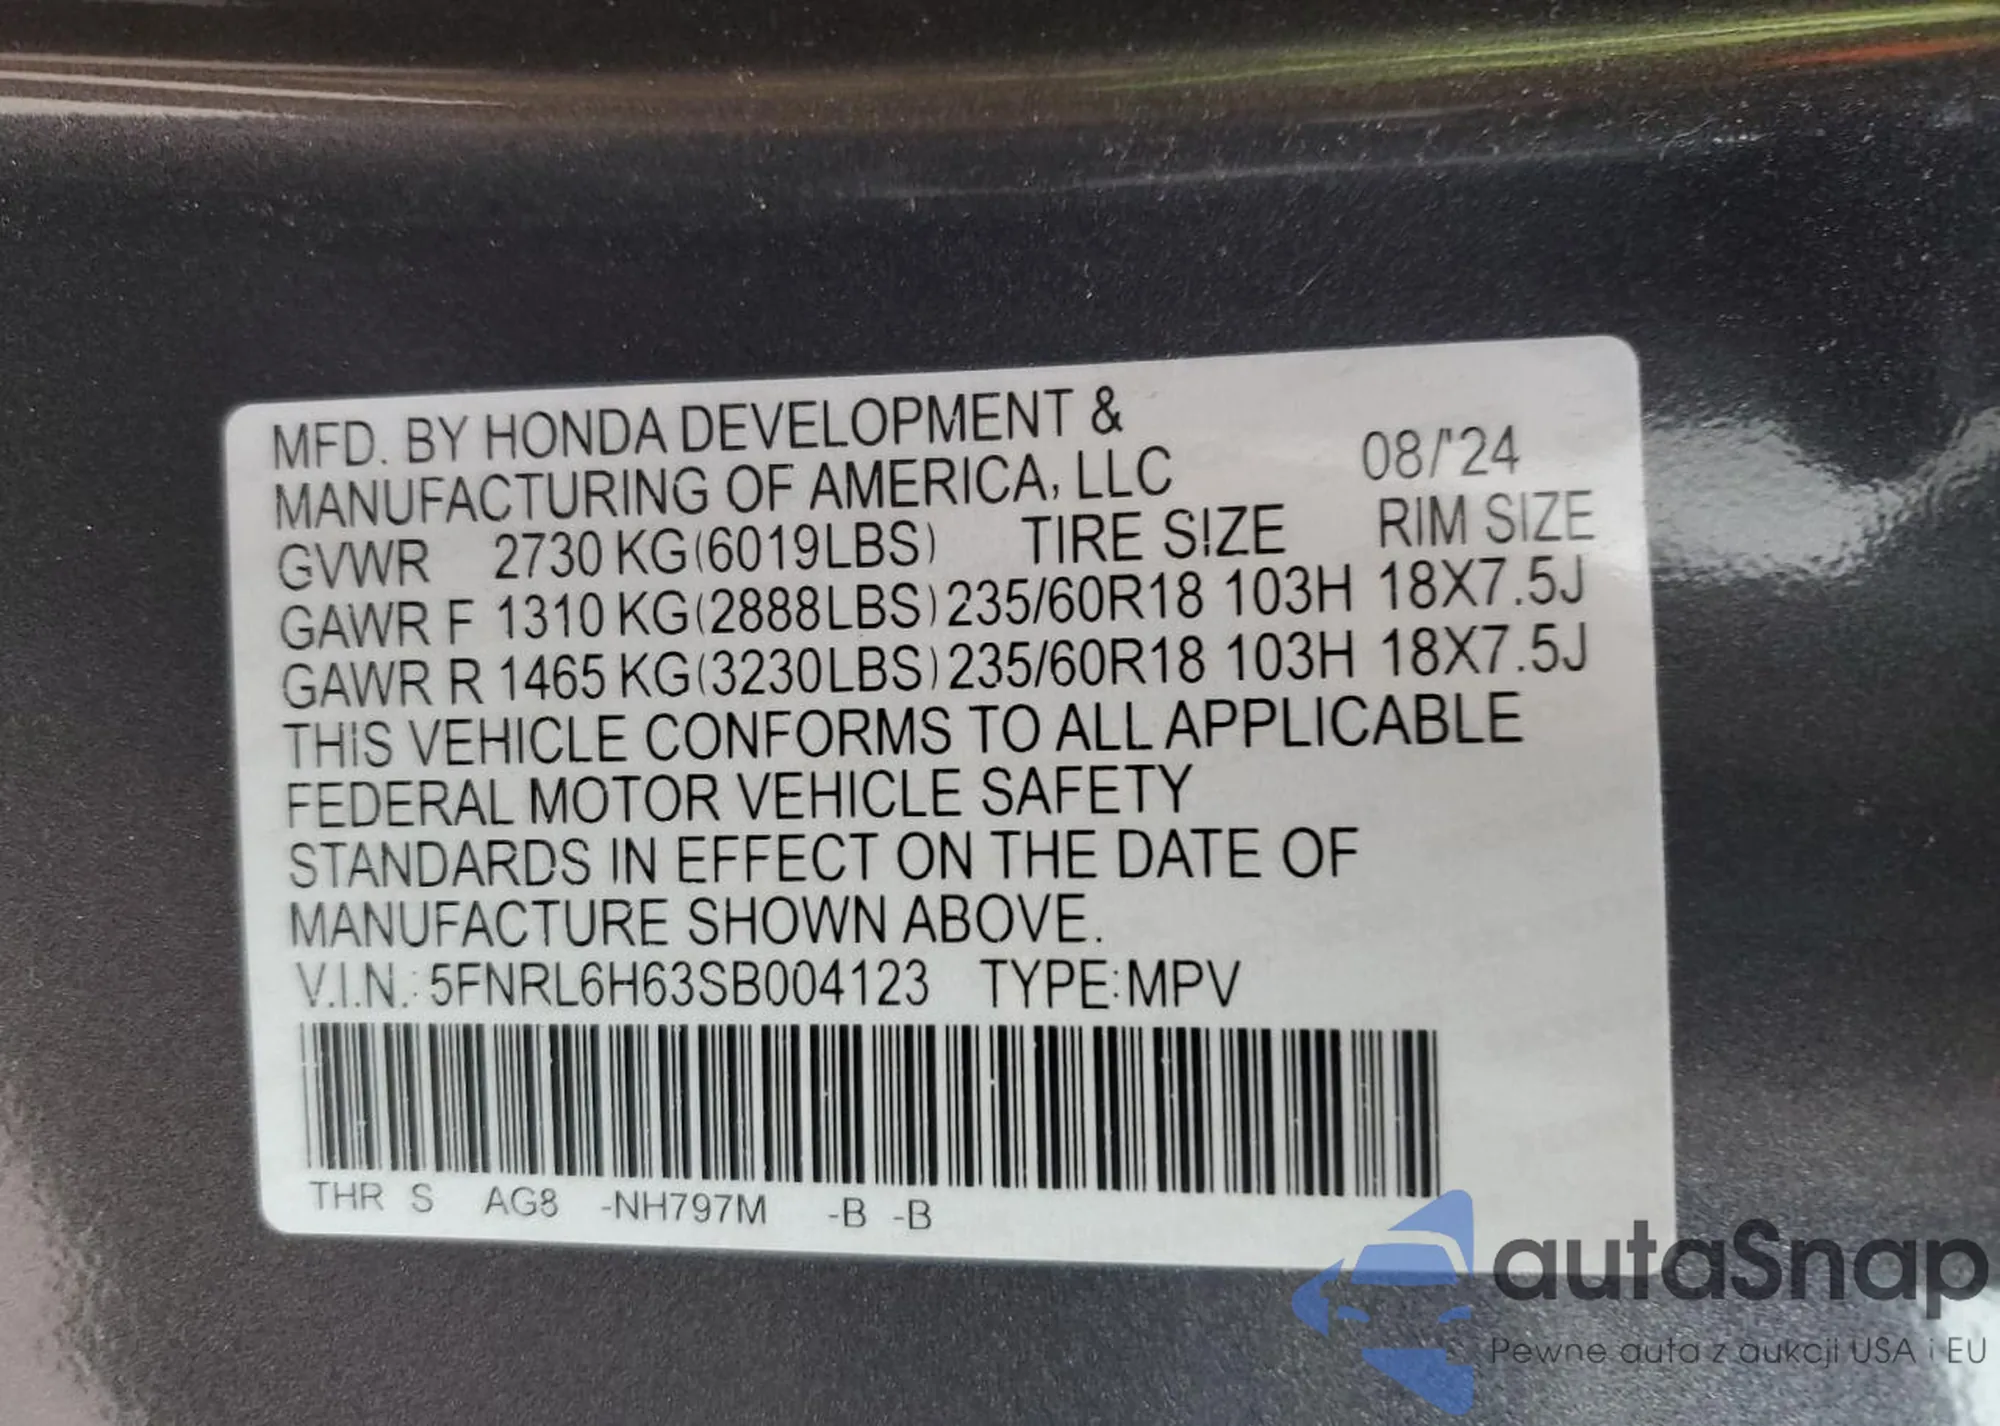 MFD. BY HONDA DEVELOPMENT &
MANUFACTURING OF AMERICA, LLC 08/'24
GVWR 2730 KG(6019LBS) TIRE SIZE RIM SIZE
GAWR F 1310 KG(2888LBS) 235/60R18 103H 18X7.5J
GAWR R 1465 KG(3230LBS) 235/60R18 103H 18X7.5J
THIS VEHICLE CONFORMS TO ALL APPLICABLE
FEDERAL MOTOR VEHICLE SAFETY
STANDARDS IN EFFECT ON THE DATE OF
MANUFACTURE SHOWN ABOVE.
V.I.N.: 5FNRL6H63SB004123 TYPE:MPV
THR S AG8 -NH797M -B -B
autaSnap
Pewne auta z aukcji USA i EU